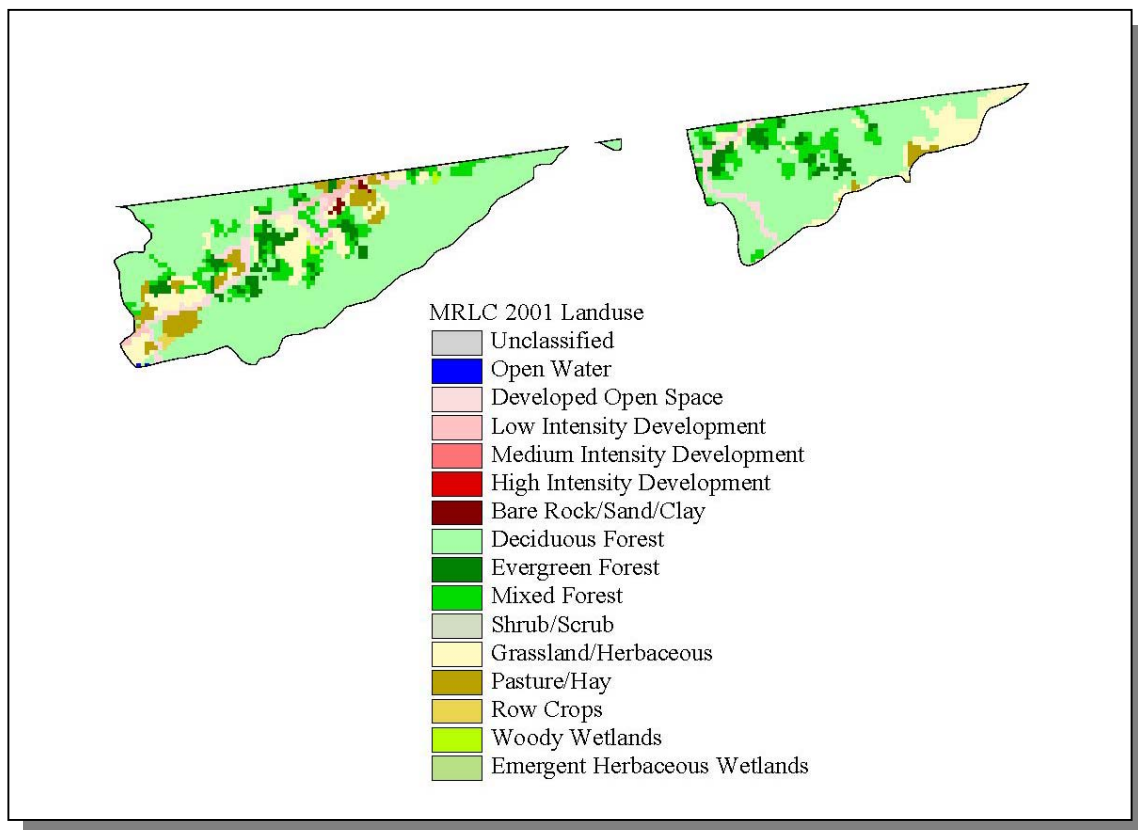 MRLC 2001 Landuse
Unclassified
Open Water
Developed Open Space
Low Intensity Development
Medium Intensity Development
High Intensity Development
Bare Rock/Sand/Clay
Deciduous Forest
Evergreen Forest
Mixed Forest
Shrub/Scrub
Grassland/Herbaceous
Pasture/Hay
Row Crops
Woody Wetlands
Emergent Herbaceous Wetlands